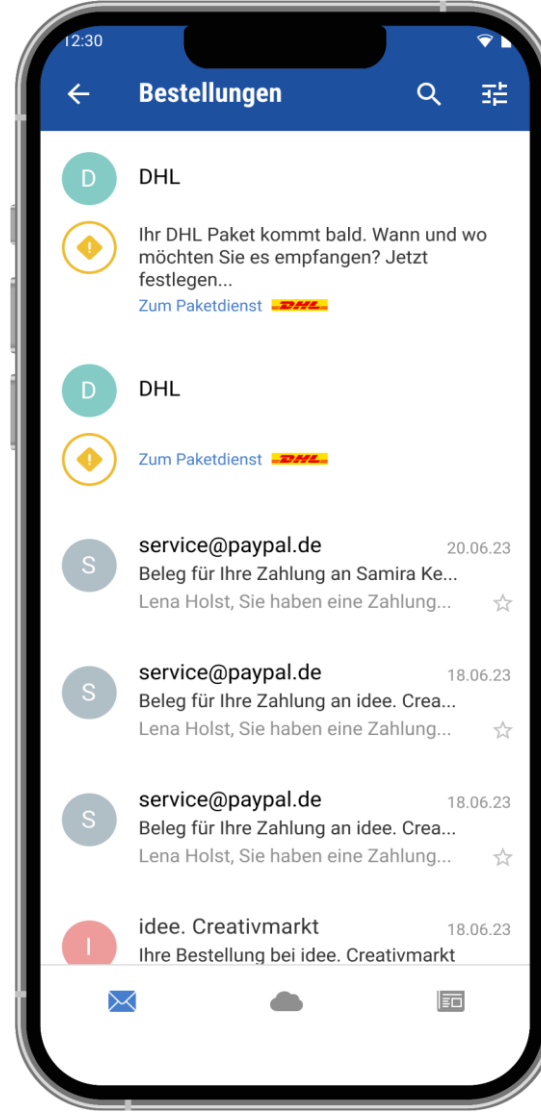 12:30
Bestellungen
D
DHL
Ihr DHL Paket kommt bald. Wann und wo
möchten Sie es empfangen? Jetzt
festlegen...
Zum Paketdienst DHL
D
DHL
Zum Paketdienst DHL
service@paypal.de 20.06.23
S
Beleg für Ihre Zahlung an Samira Ke...
Lena Holst, Sie haben eine Zahlung...
service@paypal.de 18.06.23
S
Beleg für Ihre Zahlung an idee. Crea...
Lena Holst, Sie haben eine Zahlung...
service@paypal.de 18.06.23
S
Beleg für Ihre Zahlung an idee. Crea...
Lena Holst, Sie haben eine Zahlung...
idee. Creativmarkt 18.06.23
I
Ihre Bestellung bei idee. Creativmarkt